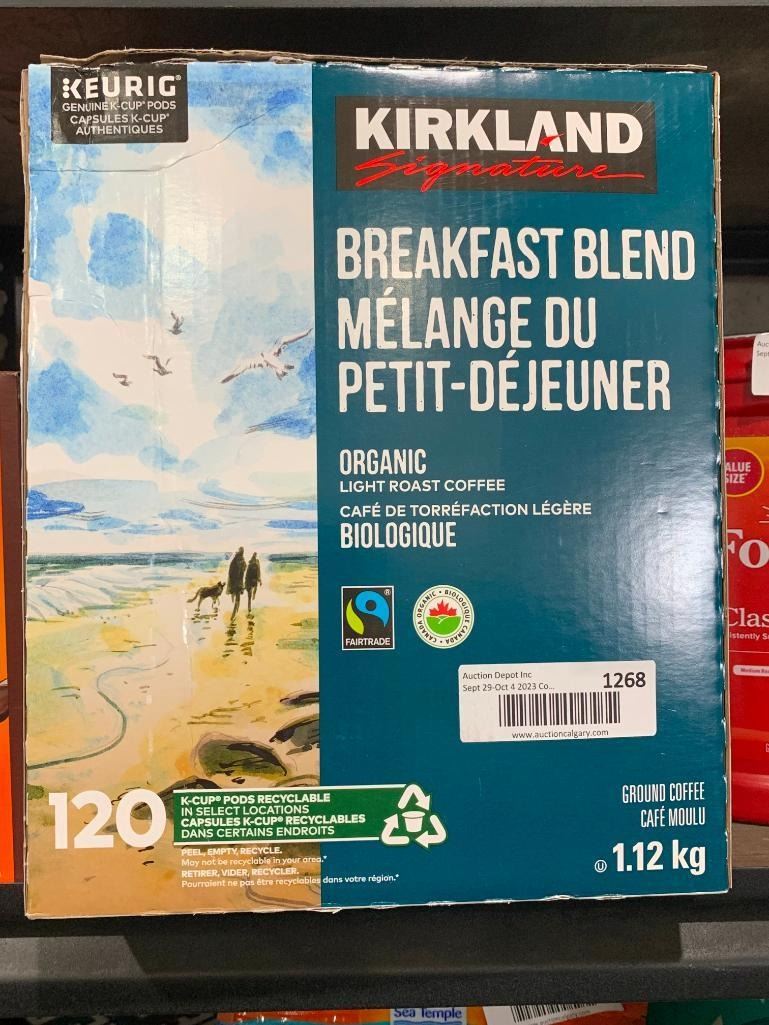 KEURIG®
GENUINE K-CUP® PODS
CAPSULES K-CUP®
AUTHENTIQUES
KIRKLAND
Signature
BREAKFAST BLEND
MÉLANGE DU
PETIT-DÉJEUNER
ORGANIC
LIGHT ROAST COFFEE
CAFÉ DE TORRÉFACTION LÉGÈRE
BIOLOGIQUE
®
FAIRTRADE
CANADA ORGANIC • BIOLOGIQUE CANADA •
Auction Depot Inc
Sept 29-Oct 4 2023 Co...
1268
www.auctioncalgary.com
120
K-CUP® PODS RECYCLABLE
IN SELECT LOCATIONS
CAPSULES K-CUP® RECYCLABLES
DANS CERTAINS ENDROITS
PEEL, EMPTY, RECYCLE.
May not be recyclable in your area.*
RETIRER, VIDER, RECYCLER.
Pourraient ne pas être recyclables dans votre région.*
GROUND COFFEE
CAFÉ MOULU
U 1.12 kg
Sea Temple